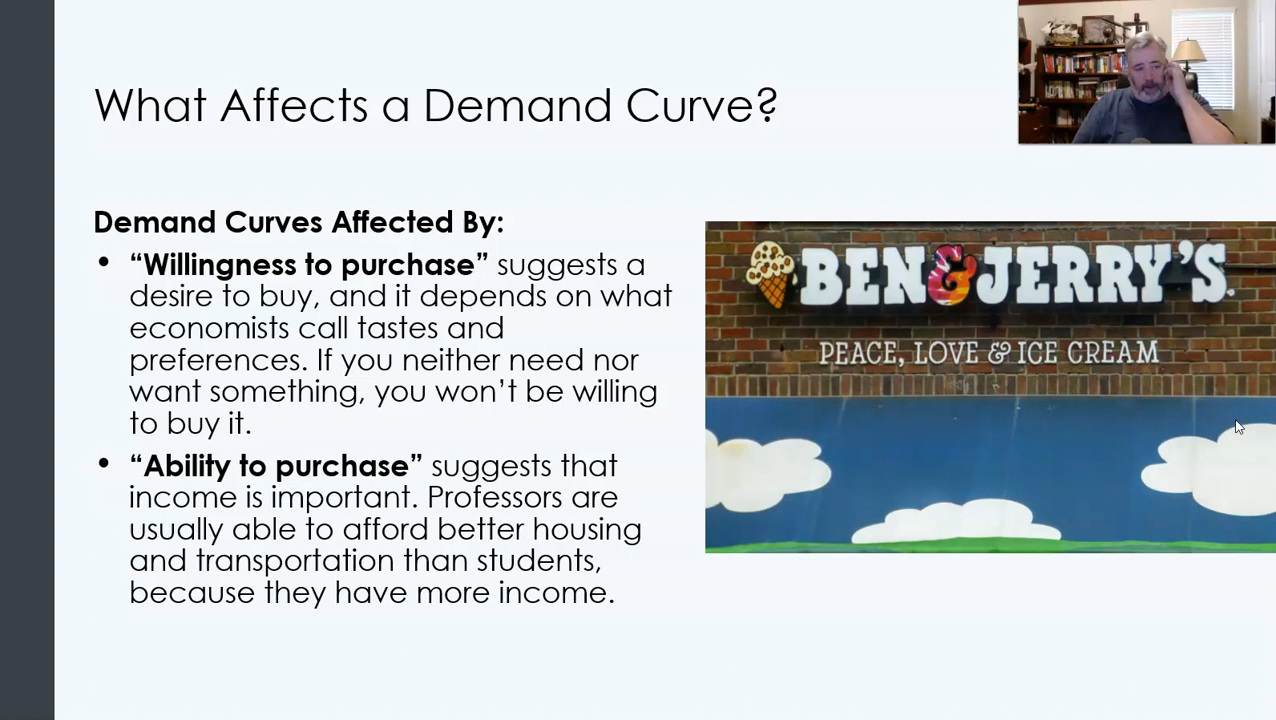 What Affects a Demand Curve?
Demand Curves Affected By:
• “Willingness to purchase” suggests a
desire to buy, and it depends on what
economists call tastes and
preferences. If you neither need nor
want something, you won’t be willing
to buy it.
• “Ability to purchase” suggests that
income is important. Professors are
usually able to afford better housing
and transportation than students,
because they have more income.
BEN & JERRY’S
PEACE, LOVE & ICE CREAM